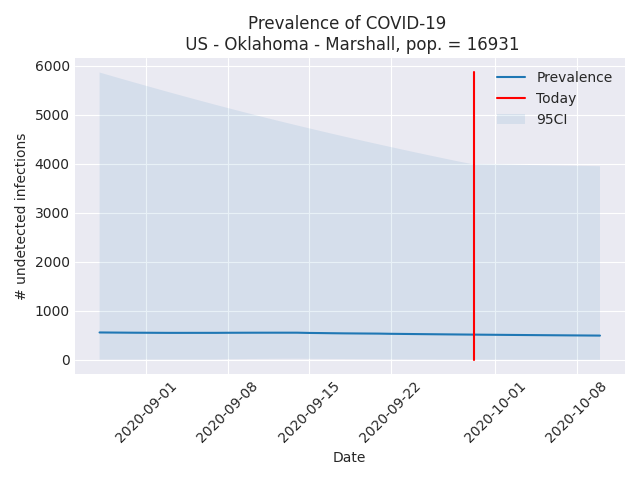 Prevalence of COVID-19
US - Oklahoma - Marshall, pop. = 16931
6000
5000
4000
3000
2000
1000
0
# undetected infections
Prevalence
Today
95CI
2020-09-01
2020-09-08
2020-09-15
2020-09-22
2020-10-01
2020-10-08
Date